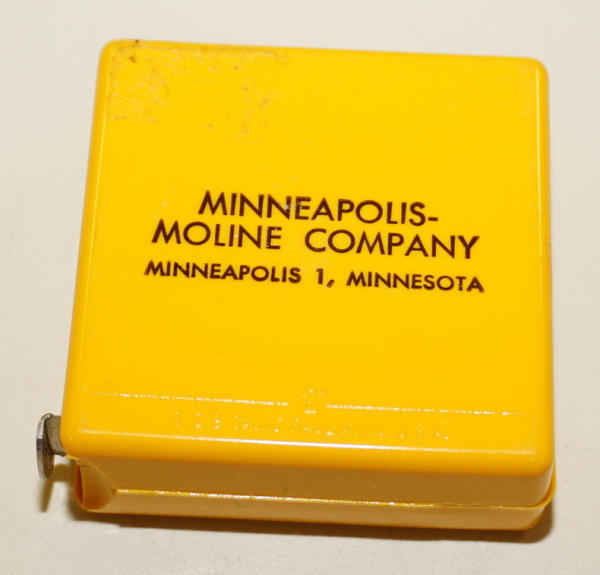 MINNEAPOLIS-
MOLINE COMPANY
MINNEAPOLIS 1, MINNESOTA